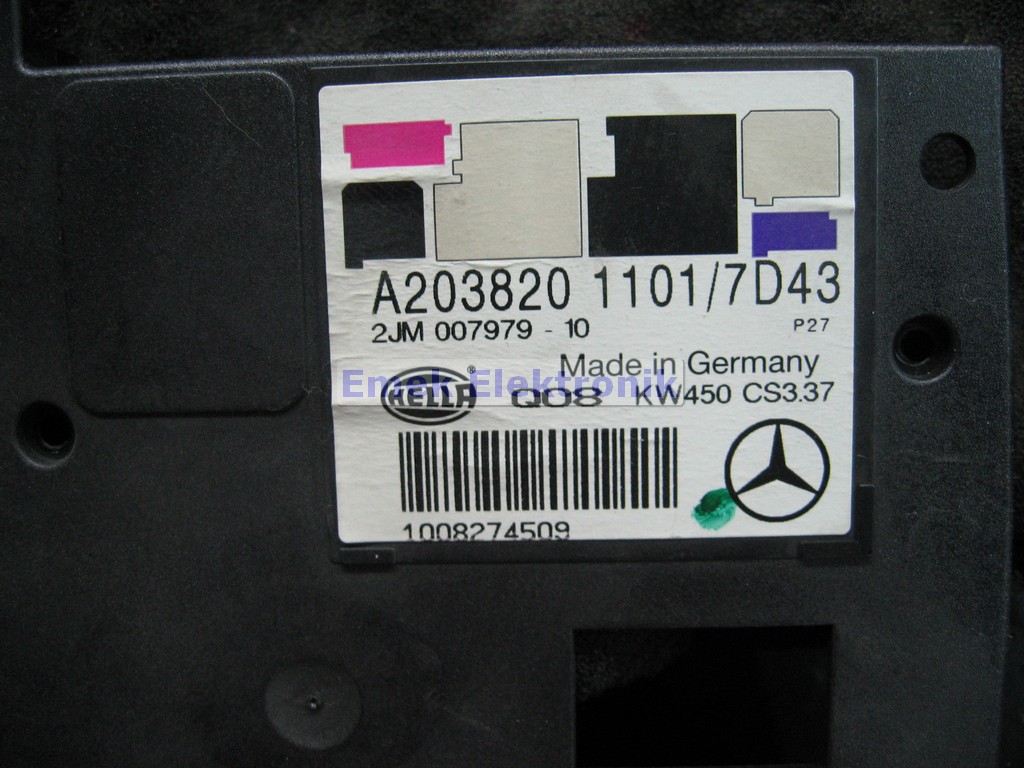 A203820 1101/7D43
2JM 007979 - 10 P27
Made in Germany
Emek Elektronik
HELLA ® Q08 KW450 CS3.37
1008274509